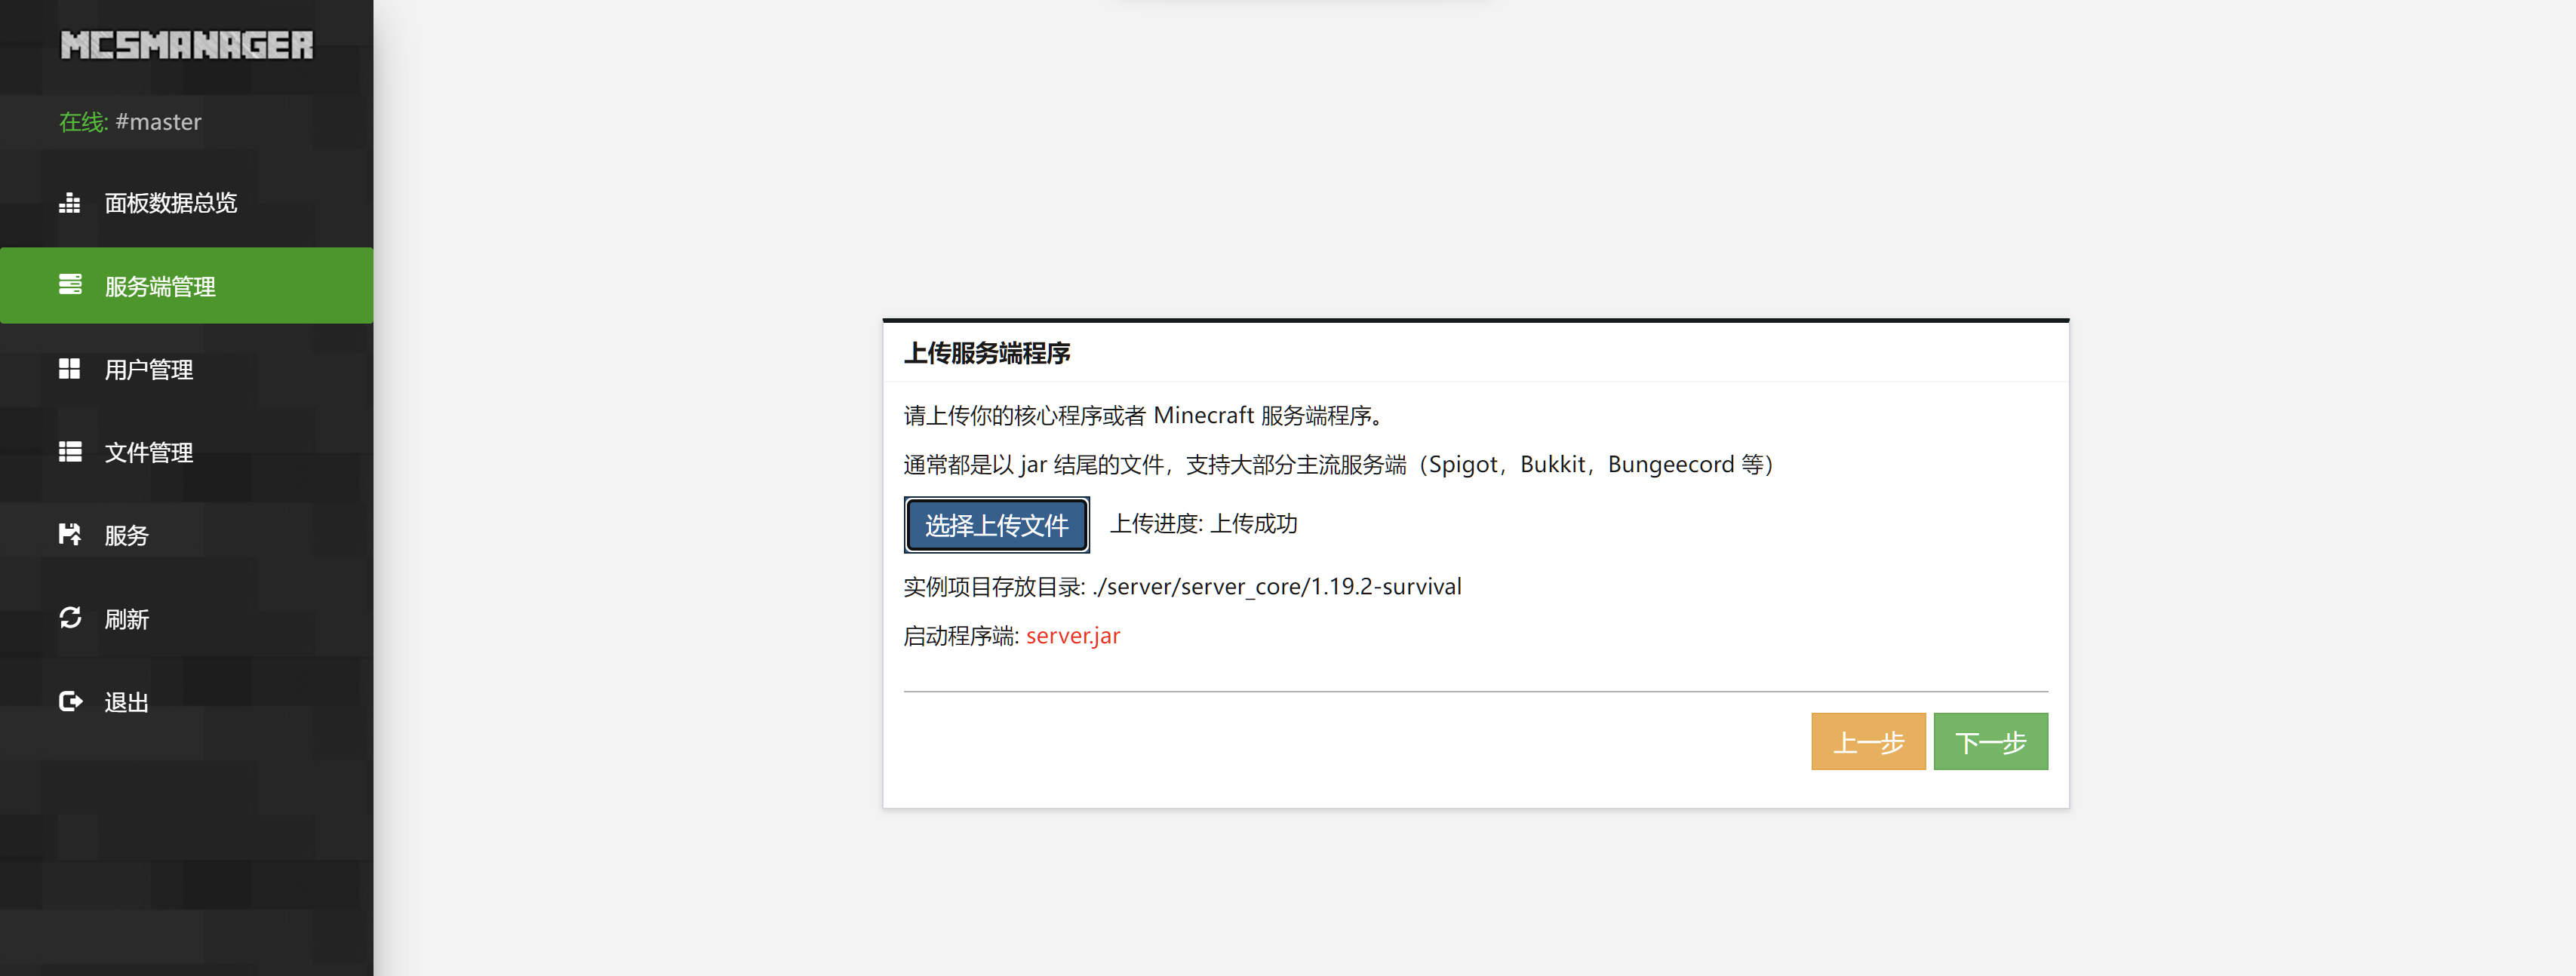 MCSMANAGER
在线: #master
面板数据总览
服务端管理
用户管理
文件管理
服务
刷新
退出
上传服务端程序
请上传你的核心程序或者 Minecraft 服务端程序。
通常都是以 jar 结尾的文件，支持大部分主流服务端（Spigot，Bukkit，Bungeecord 等）
选择上传文件 上传进度: 上传成功
实例项目存放目录: ./server/server_core/1.19.2-survival
启动程序端: server.jar
上一步 下一步